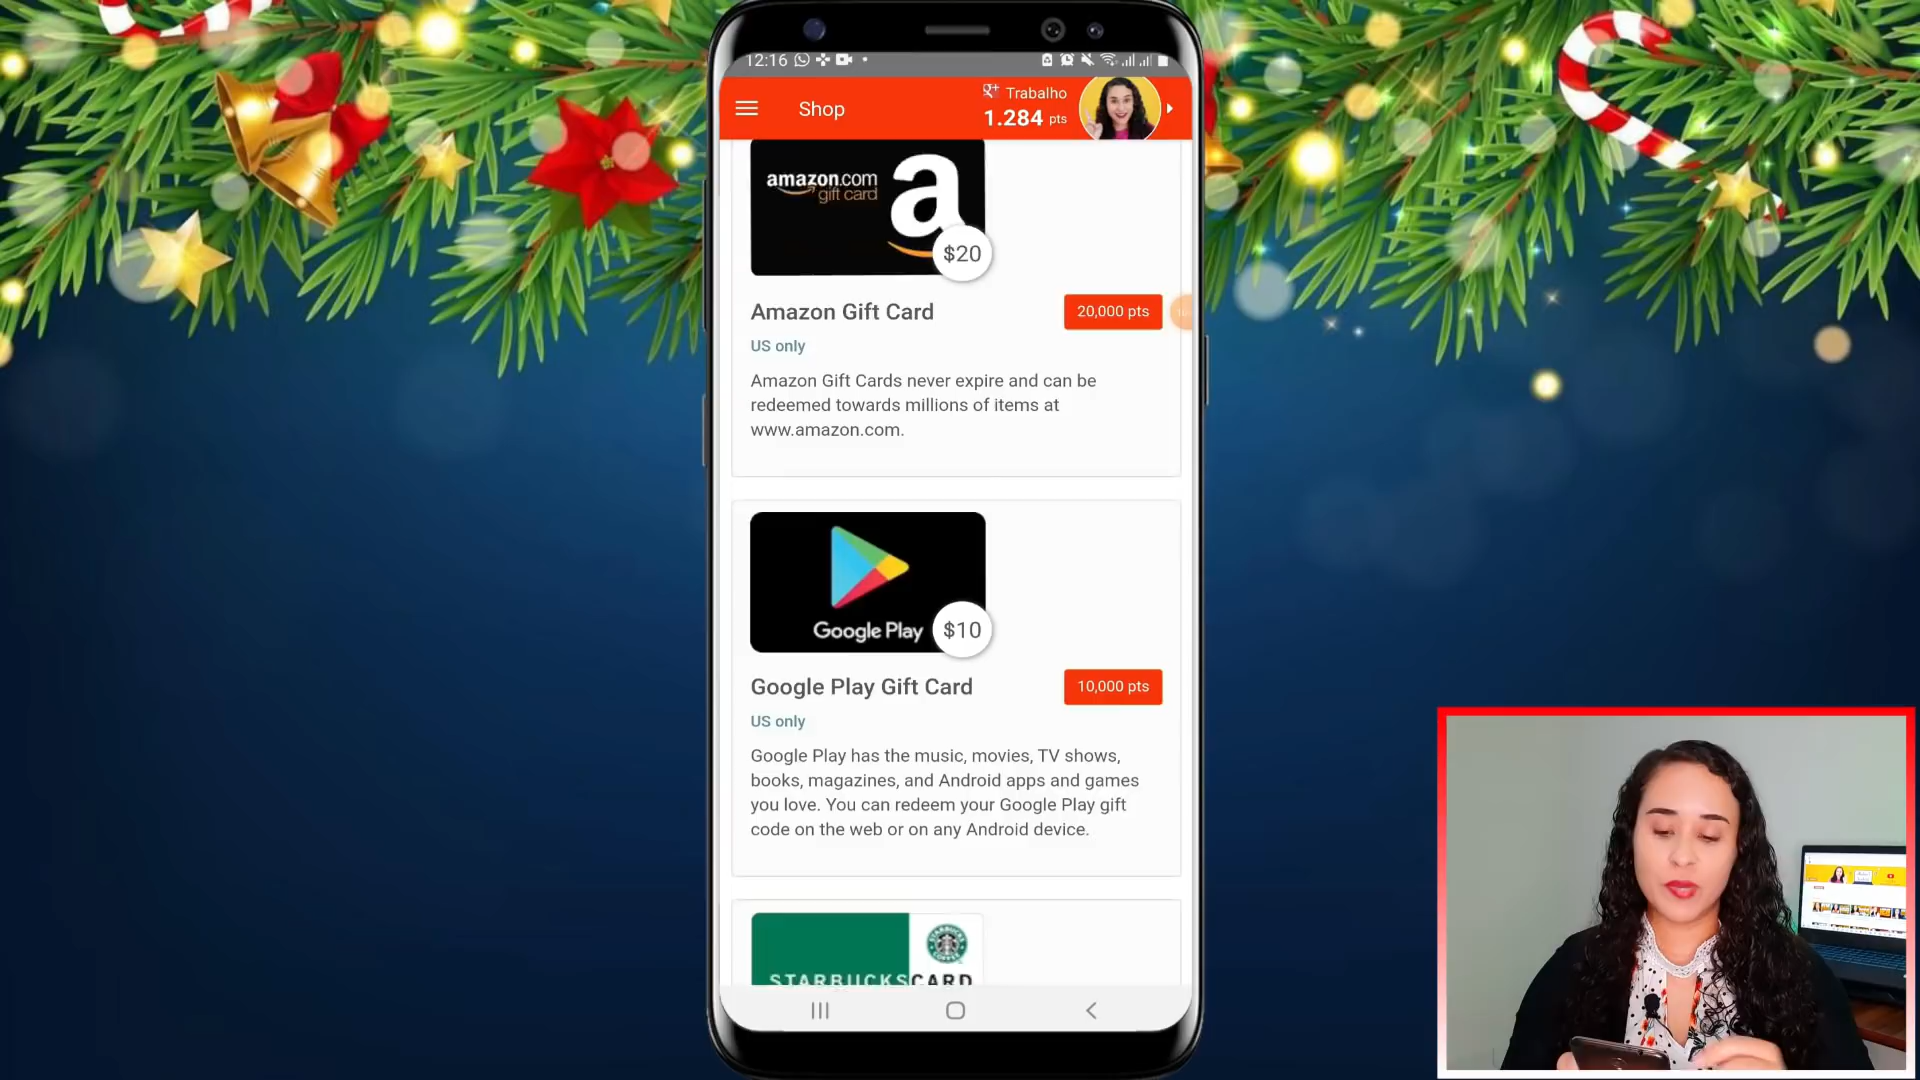 12:16
Shop
Trabalho
1.284 pts
amazon.com
gift card
a
$20
Amazon Gift Card
20,000 pts
US only
Amazon Gift Cards never expire and can be
redeemed towards millions of items at
www.amazon.com.
Google Play
$10
Google Play Gift Card
10,000 pts
US only
Google Play has the music, movies, TV shows,
books, magazines, and Android apps and games
you love. You can redeem your Google Play gift
code on the web or on any Android device.
STARBUCKS CARD